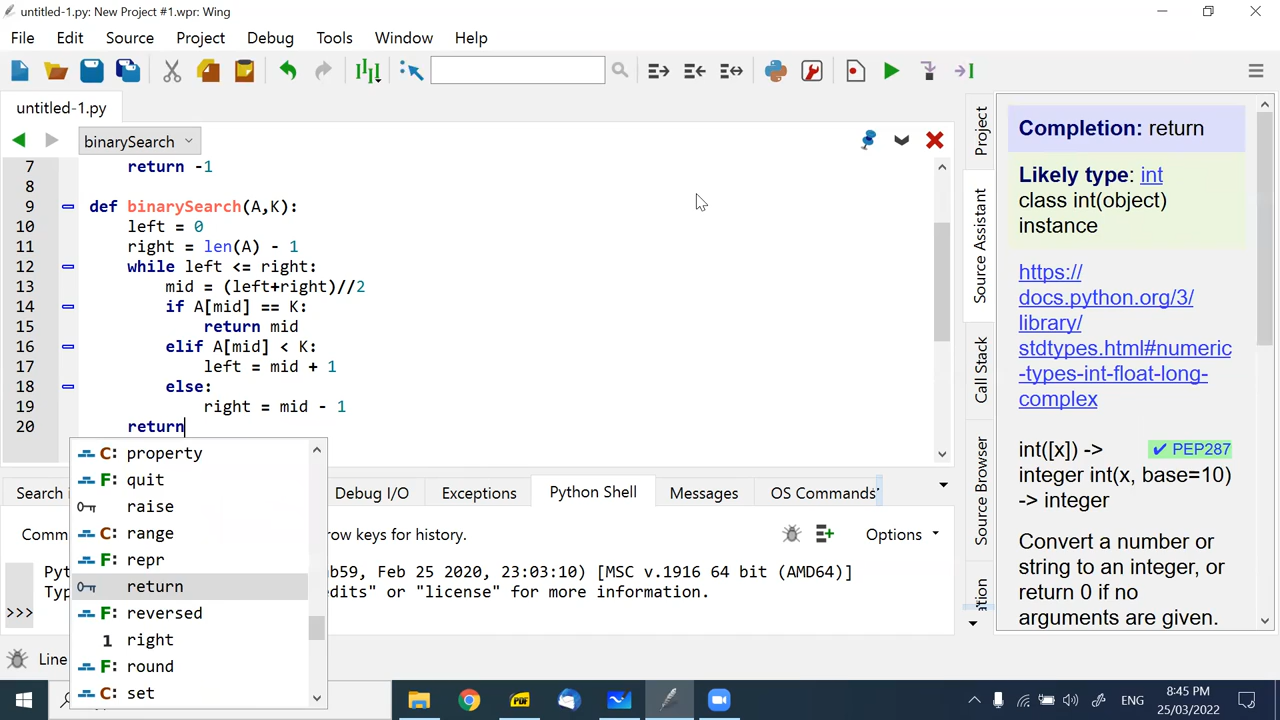 untitled-1.py: New Project #1.wpr: Wing
File Edit Source Project Debug Tools Window Help
untitled-1.py
binarySearch
7 return -1
8
9 def binarySearch(A,K):
10 left = 0
11 right = len(A) - 1
12 while left <= right:
13 mid = (left+right)//2
14 if A[mid] == K:
15 return mid
16 elif A[mid] < K:
17 left = mid + 1
18 else:
19 right = mid - 1
20 return
C: property
F: quit
raise
C: range
F: repr
return
F: reversed
1 right
F: round
C: set
Search Debug I/O Exceptions Python Shell Messages OS Commands
Comm row keys for history. Options
Pyt b59, Feb 25 2020, 23:03:10) [MSC v.1916 64 bit (AMD64)]
Typ edits" or "license" for more information.
>>>
Line
Project
Source Assistant
Call Stack
Source Browser
Completion: return
Likely type: int
class int(object)
instance
https://
docs.python.org/3/
library/
stdtypes.html#numeric
-types-int-float-long-
complex
int([x]) -> ✔ PEP287
integer int(x, base=10)
-> integer
Convert a number or
string to an integer, or
return 0 if no
arguments are given.
PDF
ENG
8:45 PM
25/03/2022